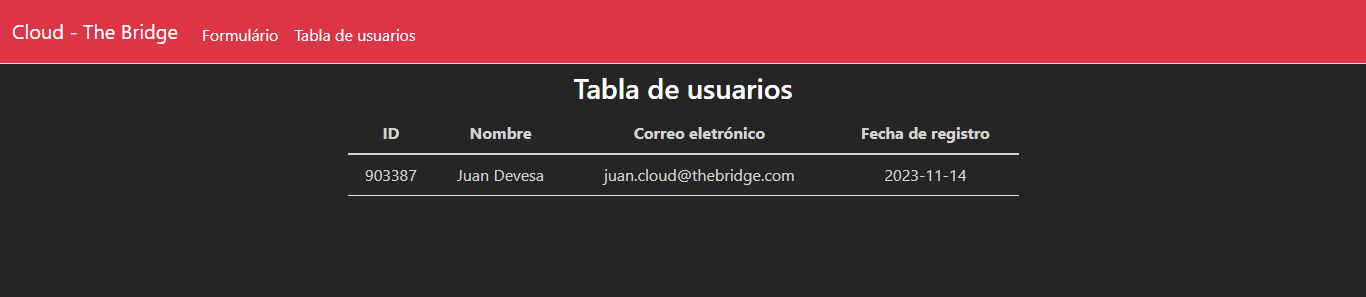 Cloud - The Bridge Formulário Tabla de usuarios
Tabla de usuarios
ID Nombre Correo eletrónico Fecha de registro
903387 Juan Devesa juan.cloud@thebridge.com 2023-11-14